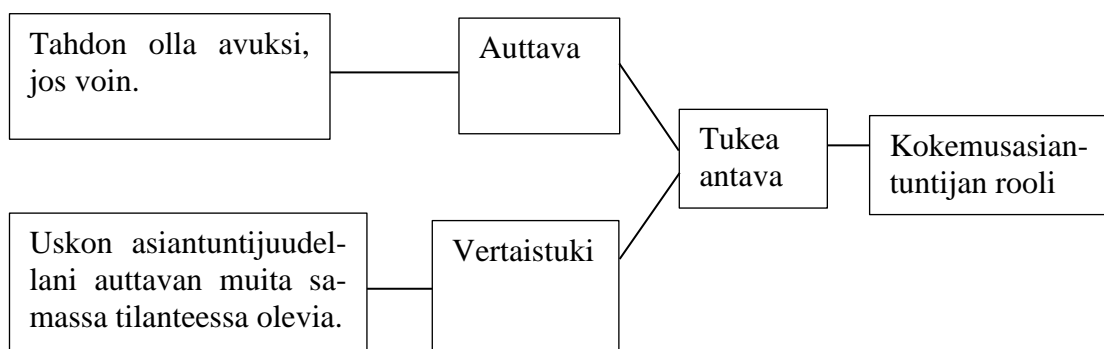 Tahdon olla avuksi,
jos voin.
Auttava
Tukea
antava
Kokemusasian-
tuntijan rooli
Uskon asiantuntijuudel-
lani auttavan muita sa-
massa tilanteessa olevia.
Vertaistuki